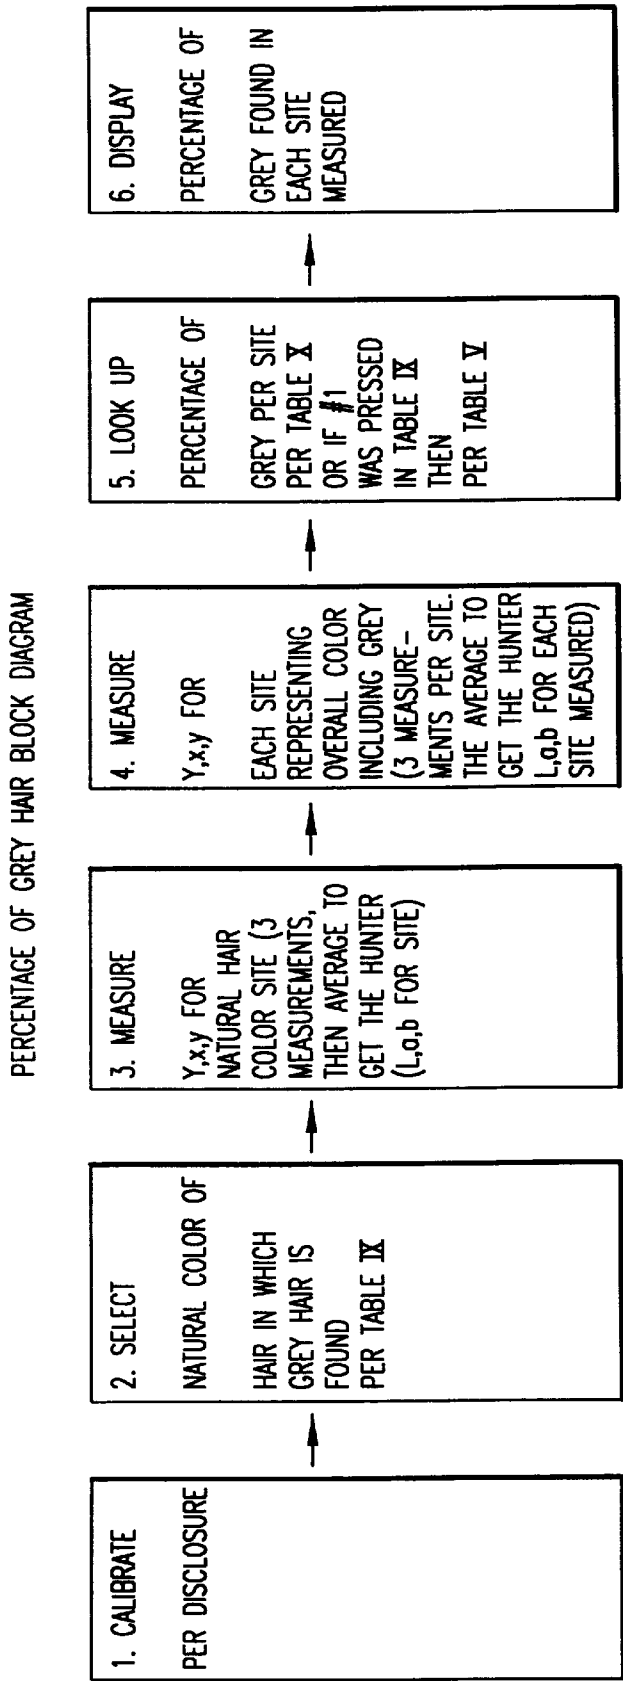 PERCENTAGE OF GREY HAIR BLOCK DIAGRAM
1. CALIBRATE
PER DISCLOSURE
2. SELECT
NATURAL COLOR OF
HAIR IN WHICH
GREY HAIR IS
FOUND
PER TABLE IX
3. MEASURE
Y,x,y FOR
NATURAL HAIR
COLOR SITE (3
MEASUREMENTS,
THEN AVERAGE TO
GET THE HUNTER
(L,a,b FOR SITE)
4. MEASURE
Y,x,y FOR
EACH SITE
REPRESENTING
OVERALL COLOR
INCLUDING GREY
(3 MEASURE-
MENTS PER SITE.
THE AVERAGE TO
GET THE HUNTER
L,a,b FOR EACH
SITE MEASURED)
5. LOOK UP
PERCENTAGE OF
GREY PER SITE
PER TABLE X
OR IF #1
WAS PRESSED
IN TABLE IX
THEN
PER TABLE V
6. DISPLAY
PERCENTAGE OF
GREY FOUND IN
EACH SITE
MEASURED